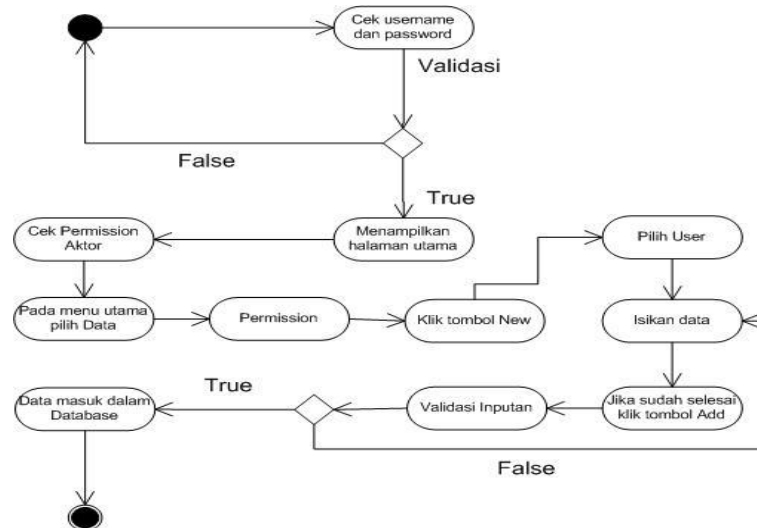 Cek username
dan password
Validasi
False
True
Cek Permission
Aktor
Menampilkan
halaman utama
Pilih User
Pada menu utama
pilih Data
Permission
Klik tombol New
Isikan data
True
Data masuk dalam
Database
Validasi Inputan
Jika sudah selesai
klik tombol Add
False